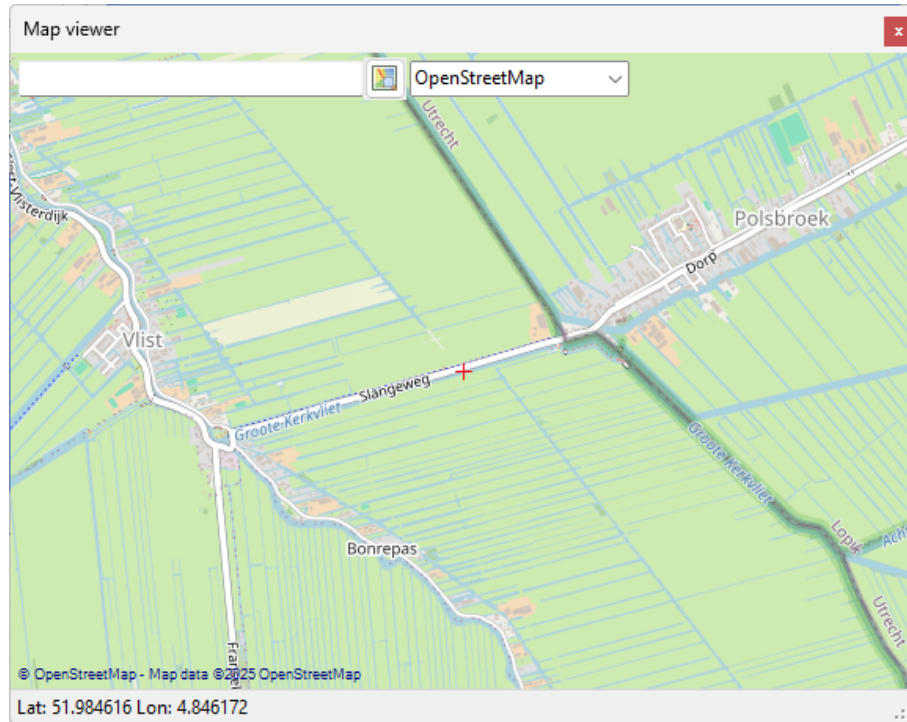 Map viewer
x
OpenStreetMap
Utrecht
Vlisterdijk
Polsbroek
Dorp
Vlist
Slangeweg
Groote Kerkvliet
Groote Kerkvliet
Bonrepas
Lopik
Utrecht
© OpenStreetMap - Map data ©2025 OpenStreetMap
Lat: 51.984616 Lon: 4.846172